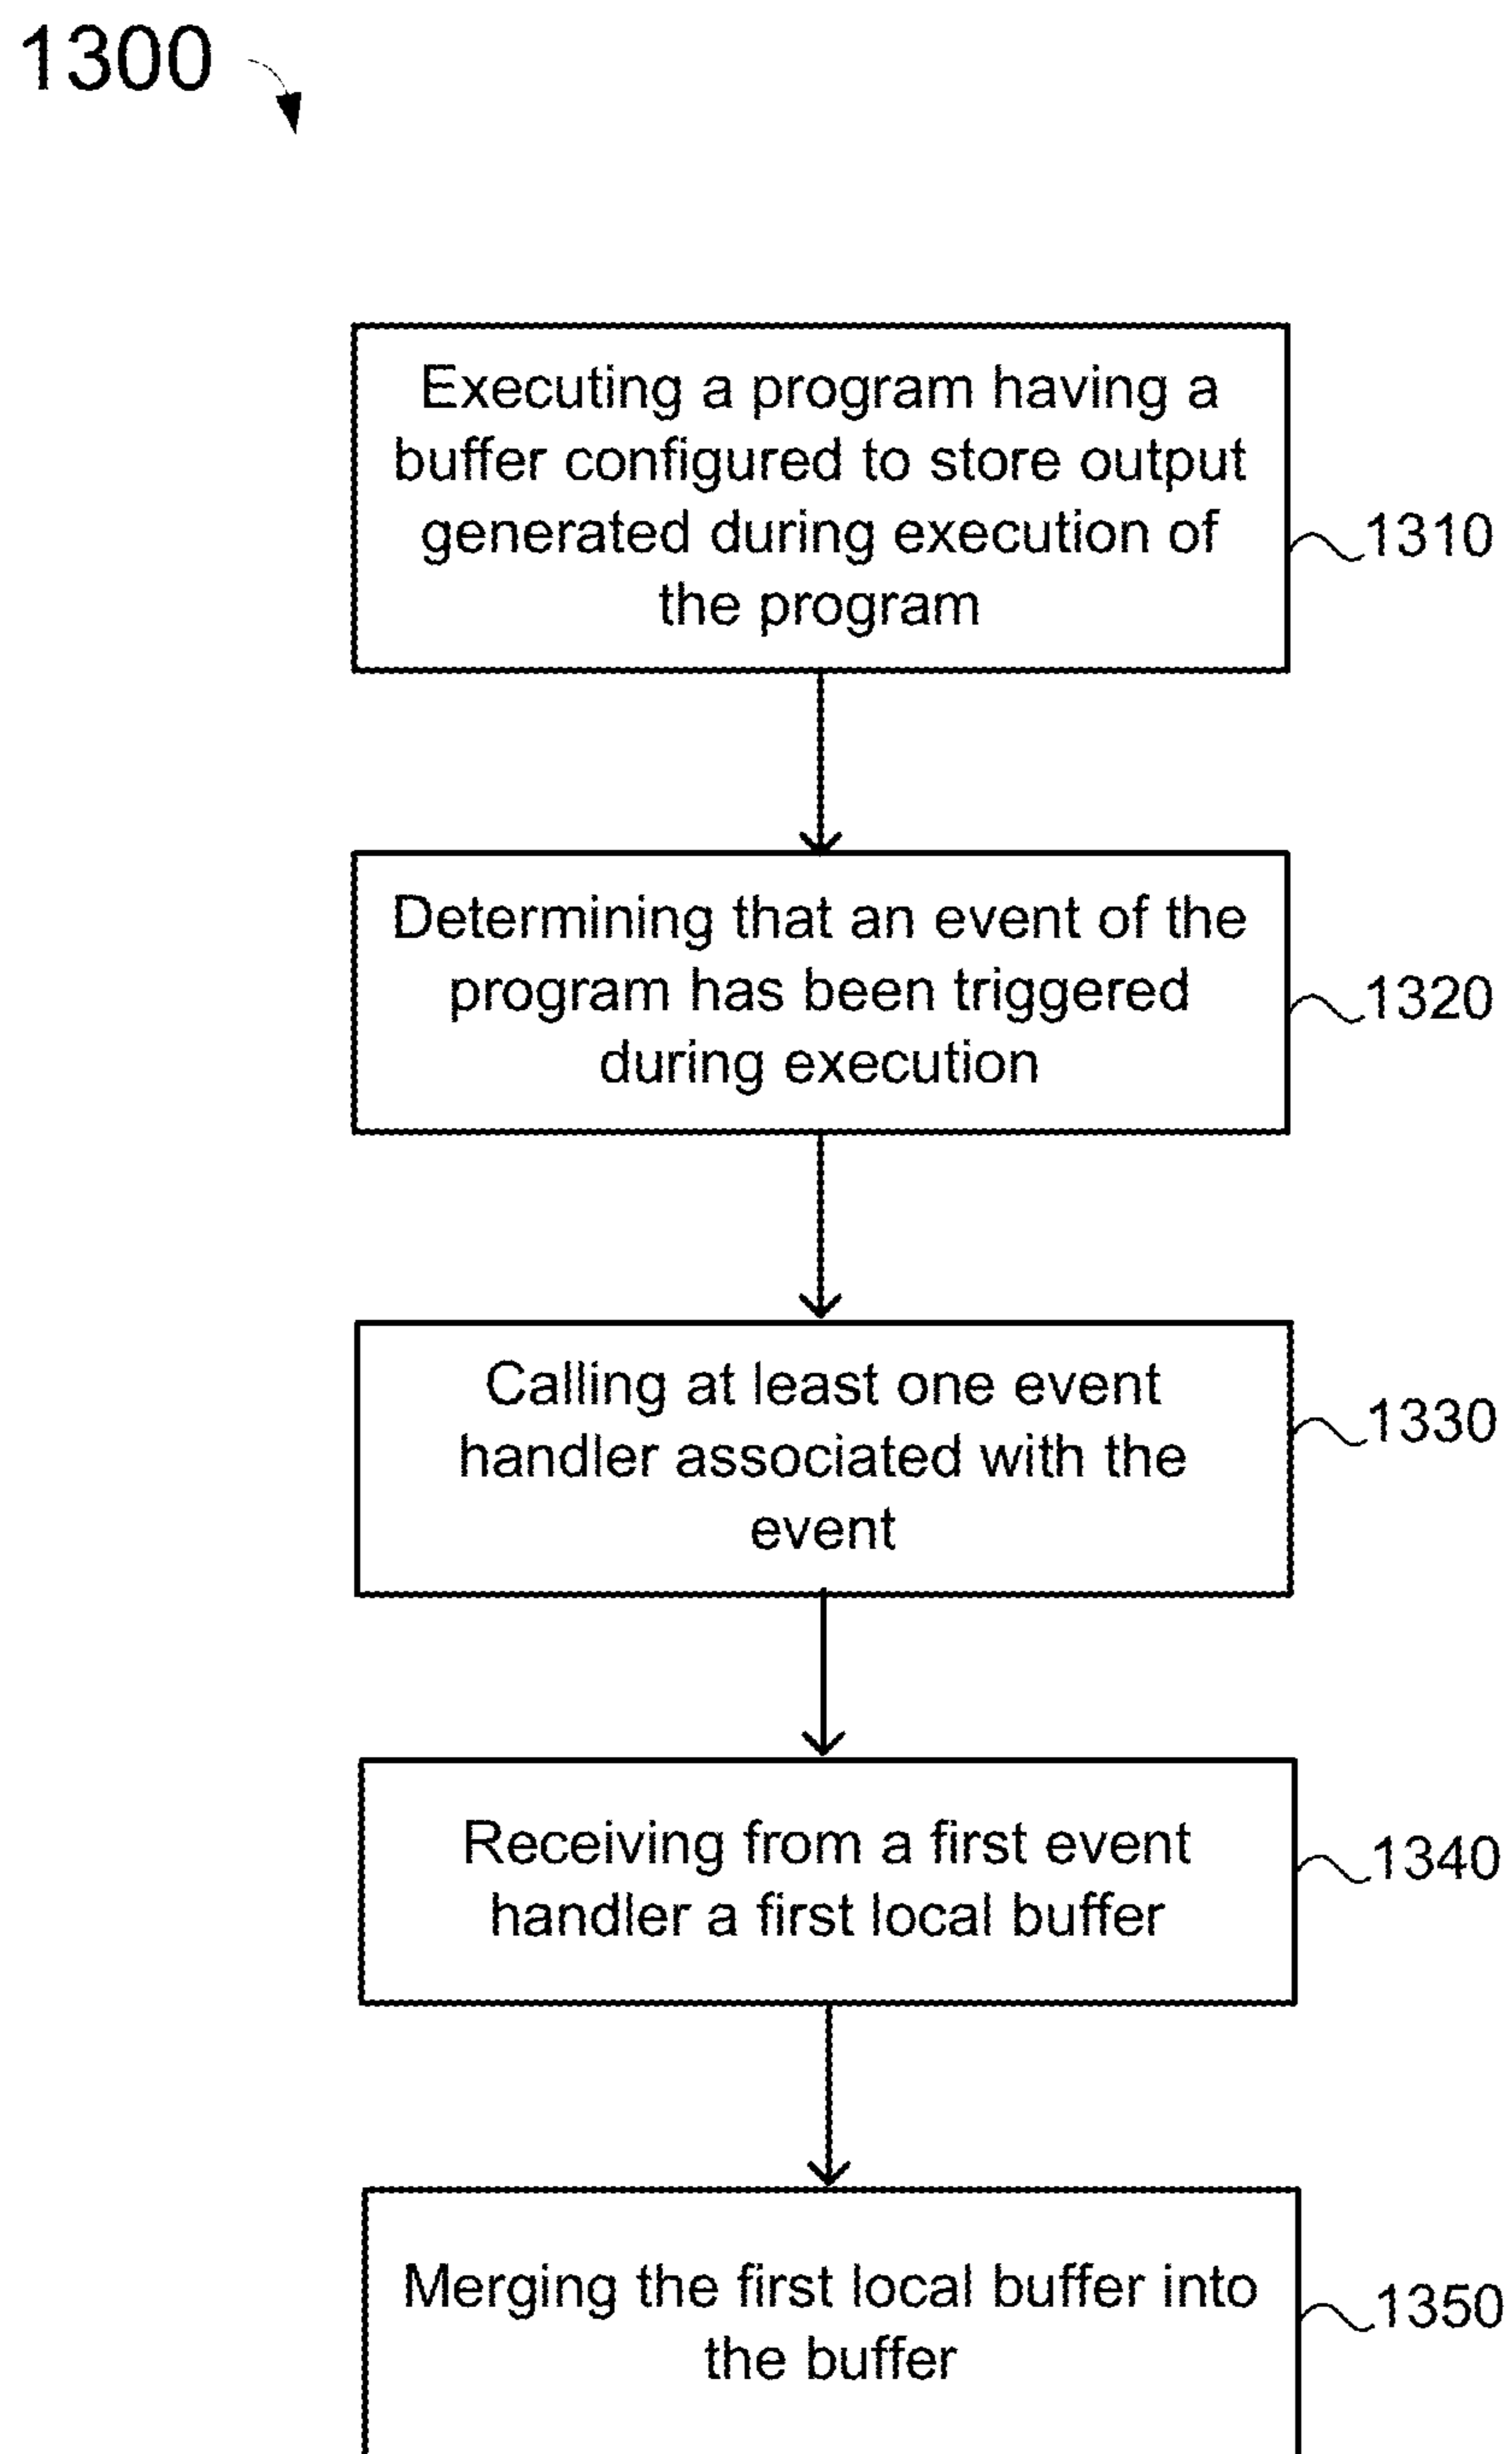 1300
Executing a program having a
buffer configured to store output
generated during execution of
the program
1310
Determining that an event of the
program has been triggered
during execution
1320
Calling at least one event
handler associated with the
event
1330
Receiving from a first event
handler a first local buffer
1340
Merging the first local buffer into
the buffer
1350